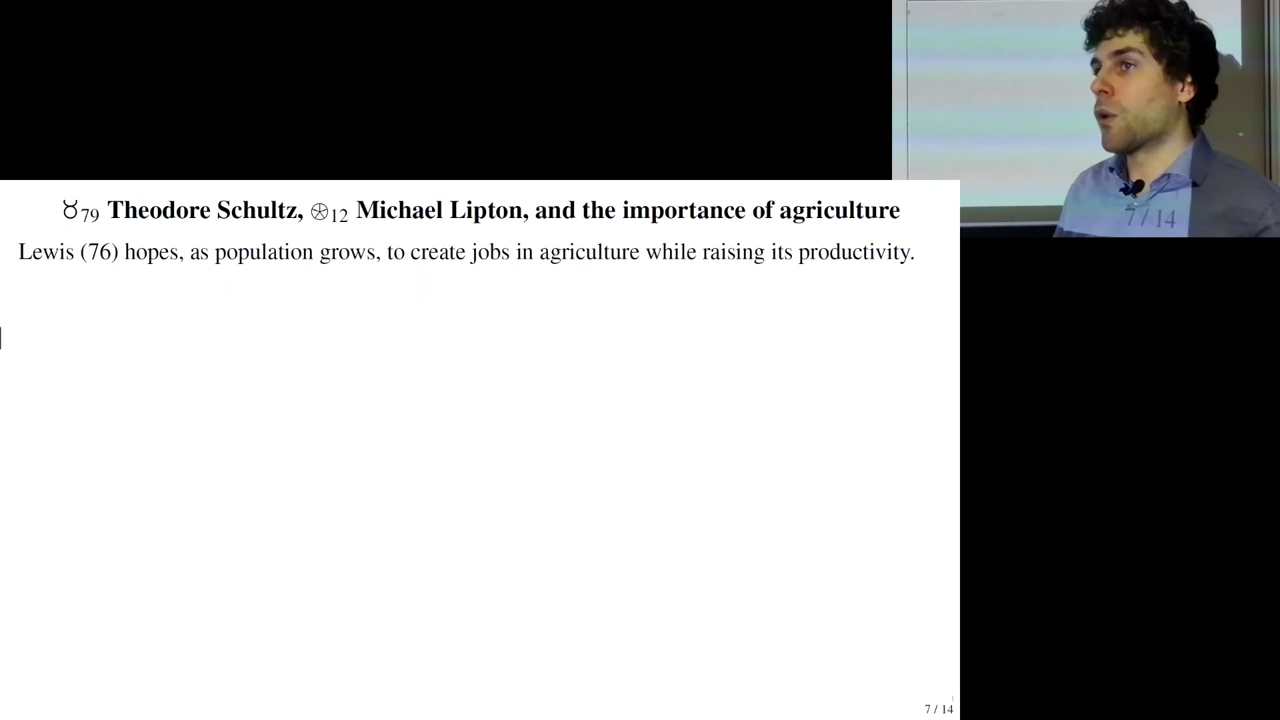 7 / 14
♉79 Theodore Schultz, ⊛12 Michael Lipton, and the importance of agriculture
Lewis (76) hopes, as population grows, to create jobs in agriculture while raising its productivity.
7 / 14